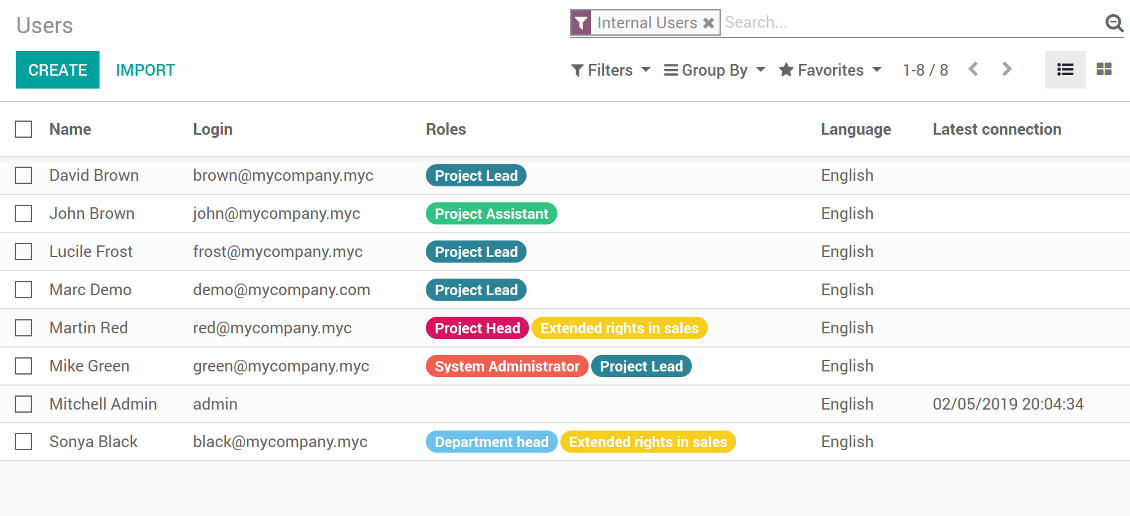 Users
Internal Users Search...
CREATE IMPORT
Filters Group By Favorites 1-8 / 8
Name Login Roles Language Latest connection
David Brown brown@mycompany.myc Project Lead English
John Brown john@mycompany.myc Project Assistant English
Lucile Frost frost@mycompany.myc Project Lead English
Marc Demo demo@mycompany.com Project Lead English
Martin Red red@mycompany.myc Project Head Extended rights in sales English
Mike Green green@mycompany.myc System Administrator Project Lead English
Mitchell Admin admin English 02/05/2019 20:04:34
Sonya Black black@mycompany.myc Department head Extended rights in sales English